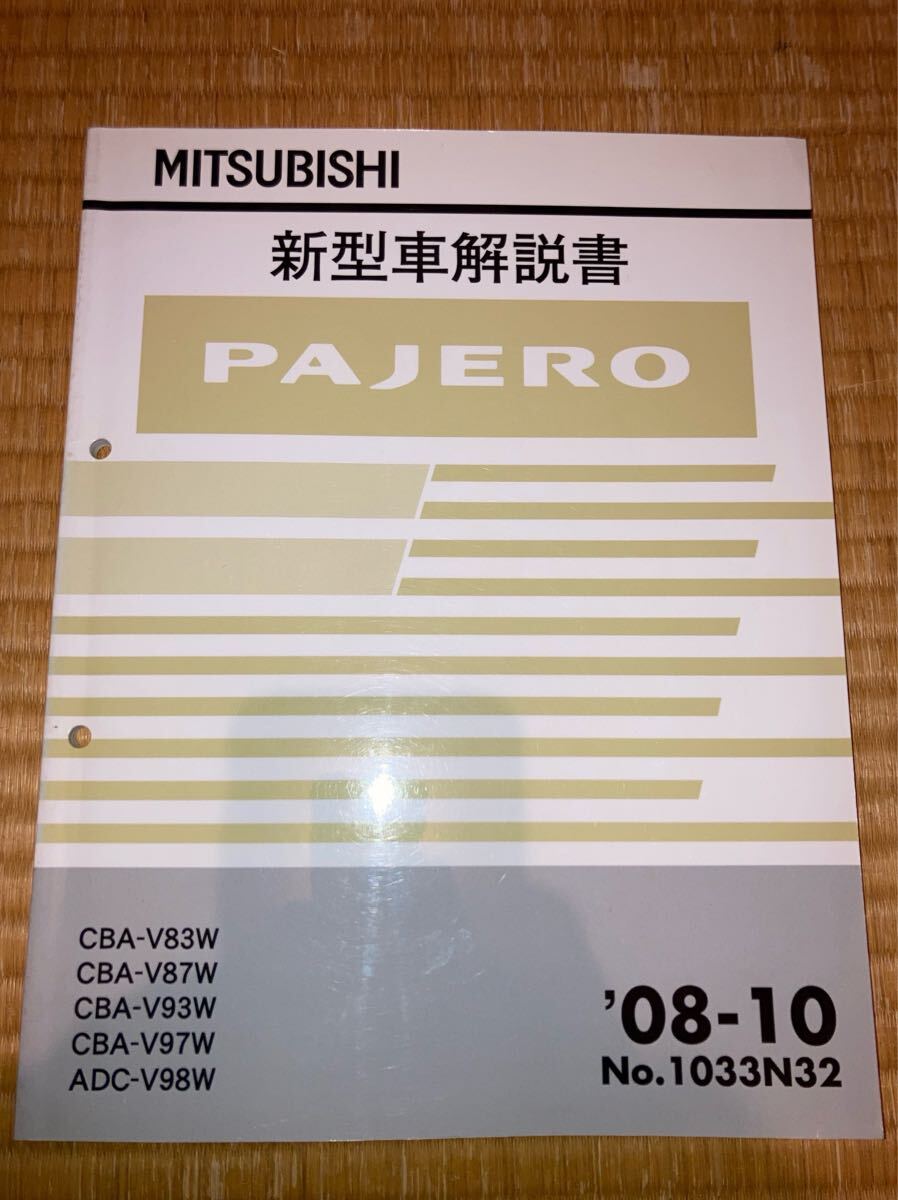 MITSUBISHI
新型車解説書
PAJERO
CBA-V83W
CBA-V87W
CBA-V93W
CBA-V97W
ADC-V98W
'08-10
No.1033N32